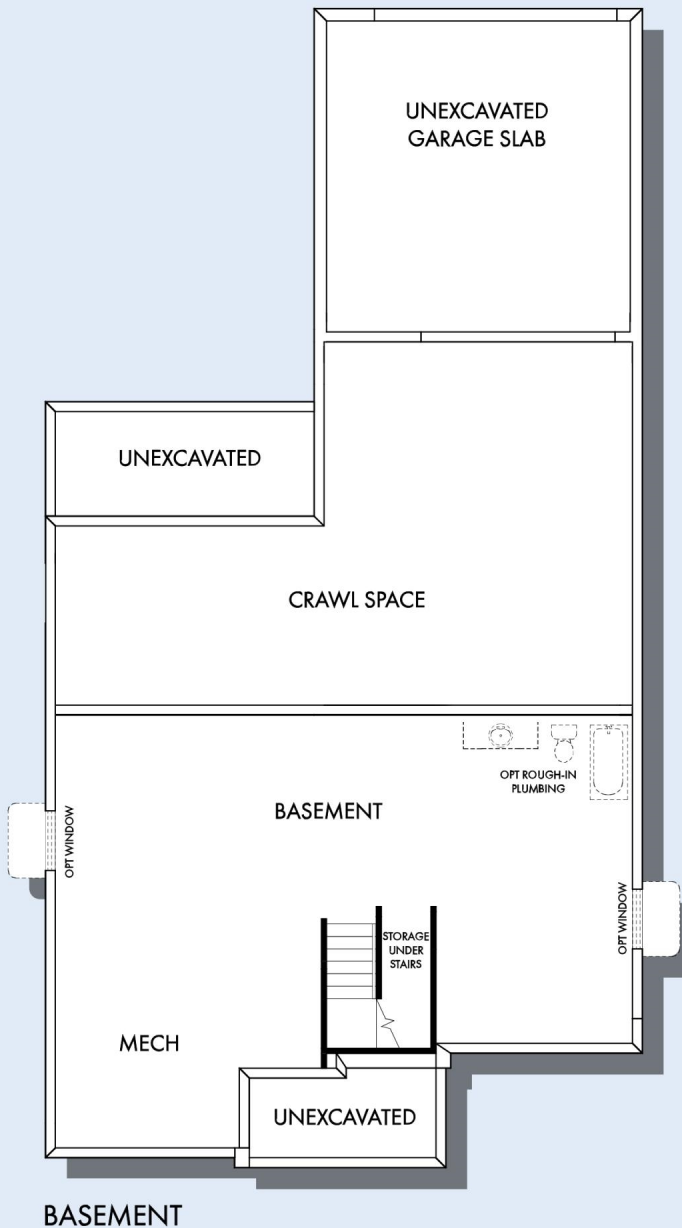 UNEXCAVATED
GARAGE SLAB
UNEXCAVATED
CRAWL SPACE
OPT ROUGH-IN
PLUMBING
BASEMENT
OPT WINDOW
OPT WINDOW
STORAGE
UNDER
STAIRS
MECH
UNEXCAVATED
BASEMENT